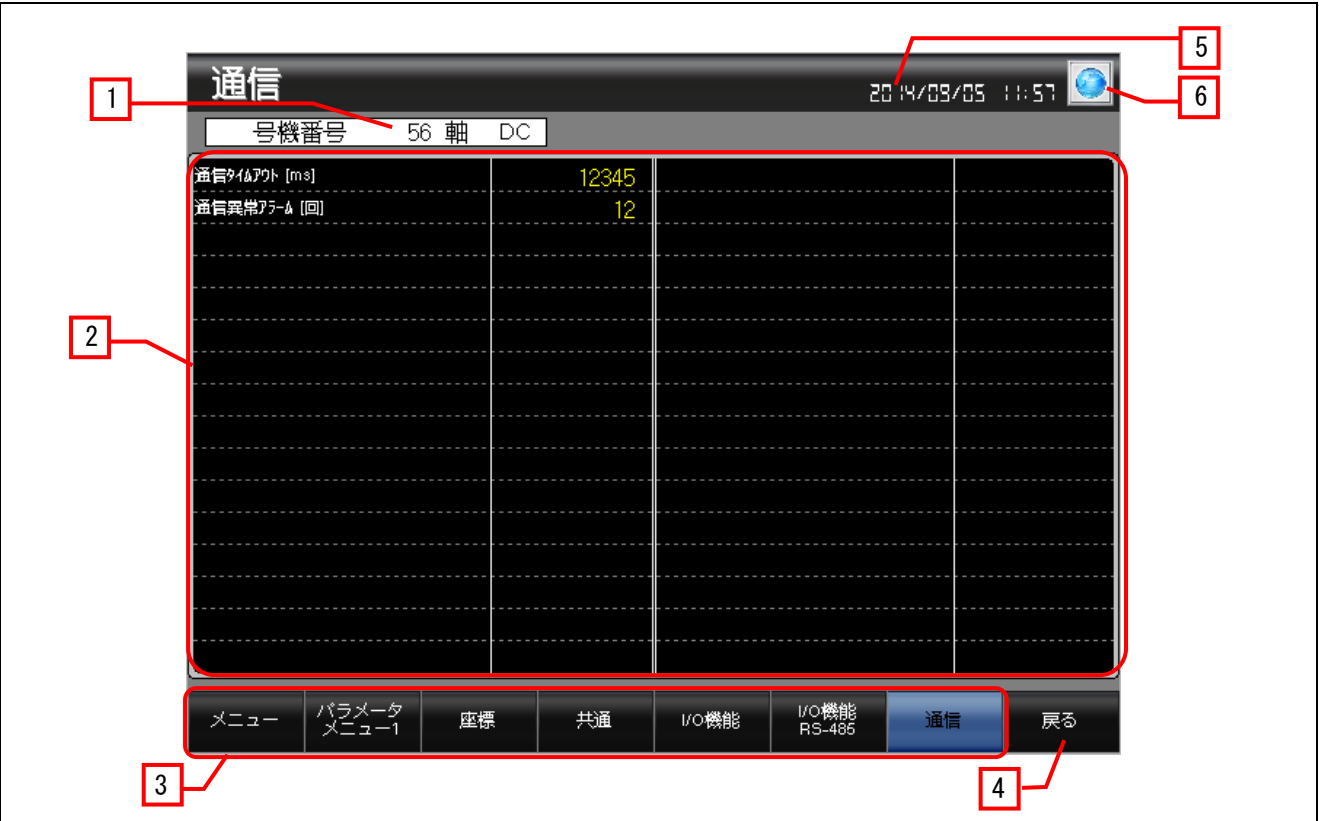 5
通信
2014/09/05 11:57
1
6
号機番号 56 軸 DC
通信ﾀｲﾑｱｳﾄ [ms] 12345
通信異常ｱﾗｰﾑ [回] 12
2
メニュー
パラメータ
メニュー1
座標
共通
I/O機能
I/O機能
RS-485
通信
戻る
3
4